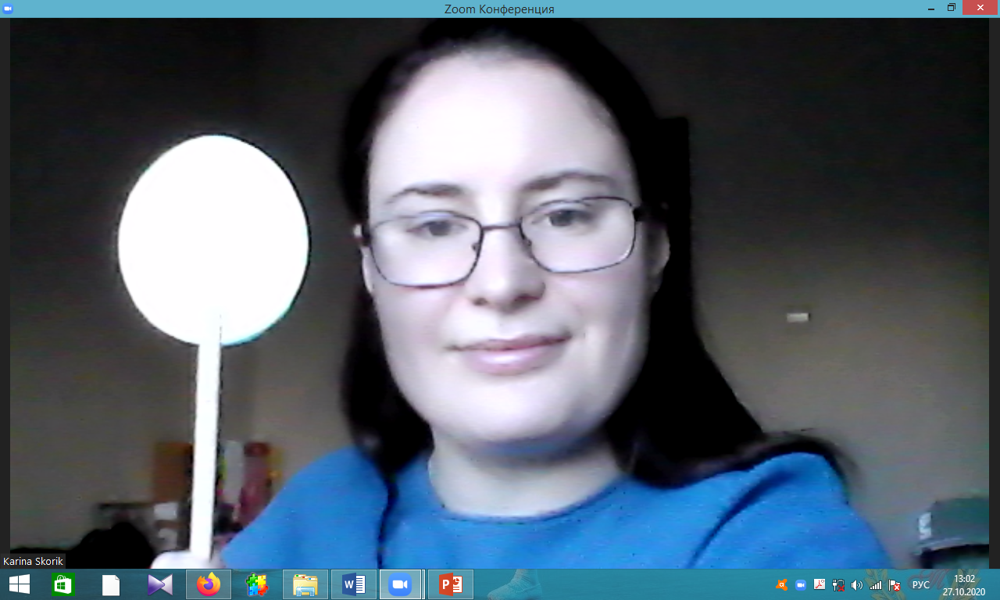 Zoom Конференция
Karina Skorik
РУС
13:02
27.10.2020